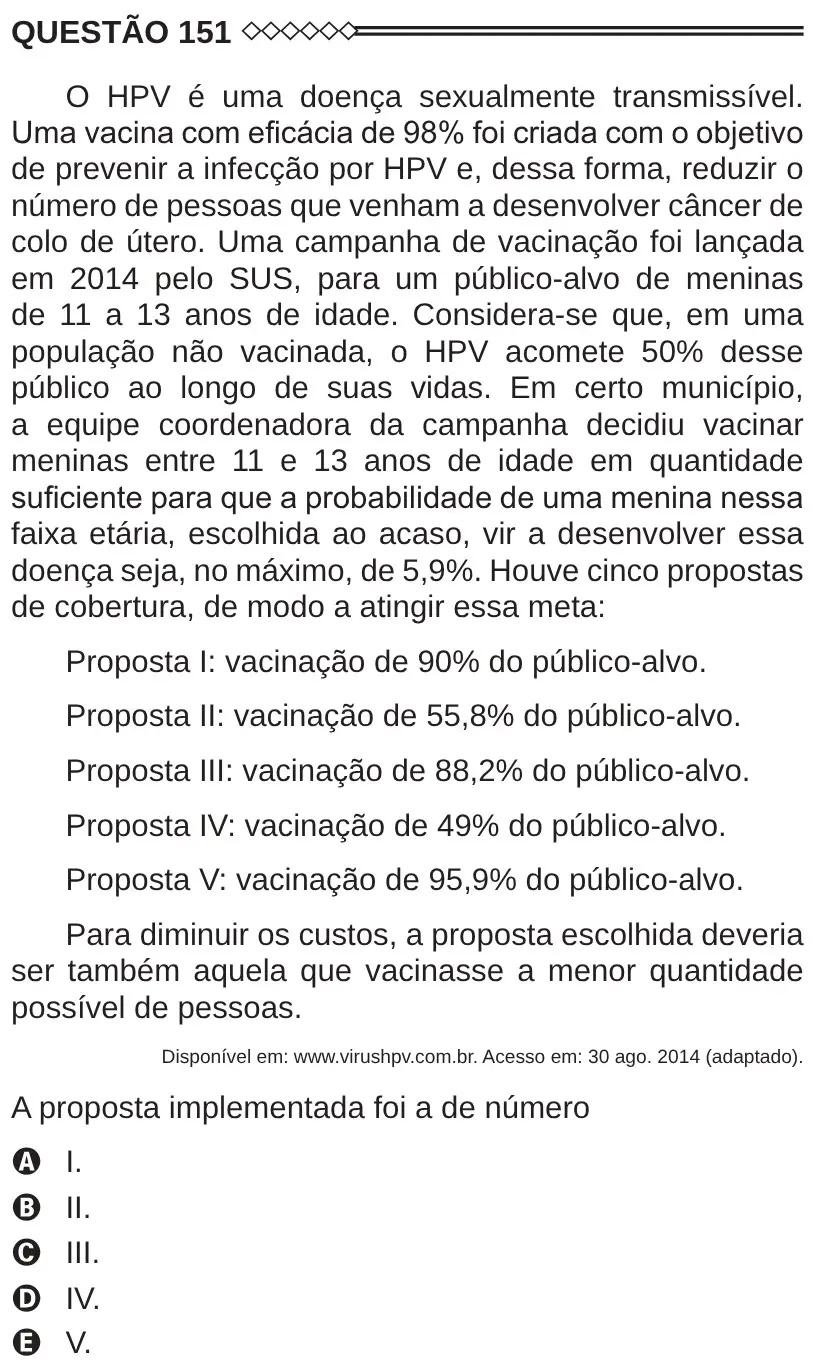 QUESTÃO 151
O HPV é uma doença sexualmente transmissível.
Uma vacina com eficácia de 98% foi criada com o objetivo
de prevenir a infecção por HPV e, dessa forma, reduzir o
número de pessoas que venham a desenvolver câncer de
colo de útero. Uma campanha de vacinação foi lançada
em 2014 pelo SUS, para um público-alvo de meninas
de 11 a 13 anos de idade. Considera-se que, em uma
população não vacinada, o HPV acomete 50% desse
público ao longo de suas vidas. Em certo município,
a equipe coordenadora da campanha decidiu vacinar
meninas entre 11 e 13 anos de idade em quantidade
suficiente para que a probabilidade de uma menina nessa
faixa etária, escolhida ao acaso, vir a desenvolver essa
doença seja, no máximo, de 5,9%. Houve cinco propostas
de cobertura, de modo a atingir essa meta:
Proposta I: vacinação de 90% do público-alvo.
Proposta II: vacinação de 55,8% do público-alvo.
Proposta III: vacinação de 88,2% do público-alvo.
Proposta IV: vacinação de 49% do público-alvo.
Proposta V: vacinação de 95,9% do público-alvo.
Para diminuir os custos, a proposta escolhida deveria
ser também aquela que vacinasse a menor quantidade
possível de pessoas.
Disponível em: www.virushpv.com.br. Acesso em: 30 ago. 2014 (adaptado).
A proposta implementada foi a de número
A I.
B II.
C III.
D IV.
E V.